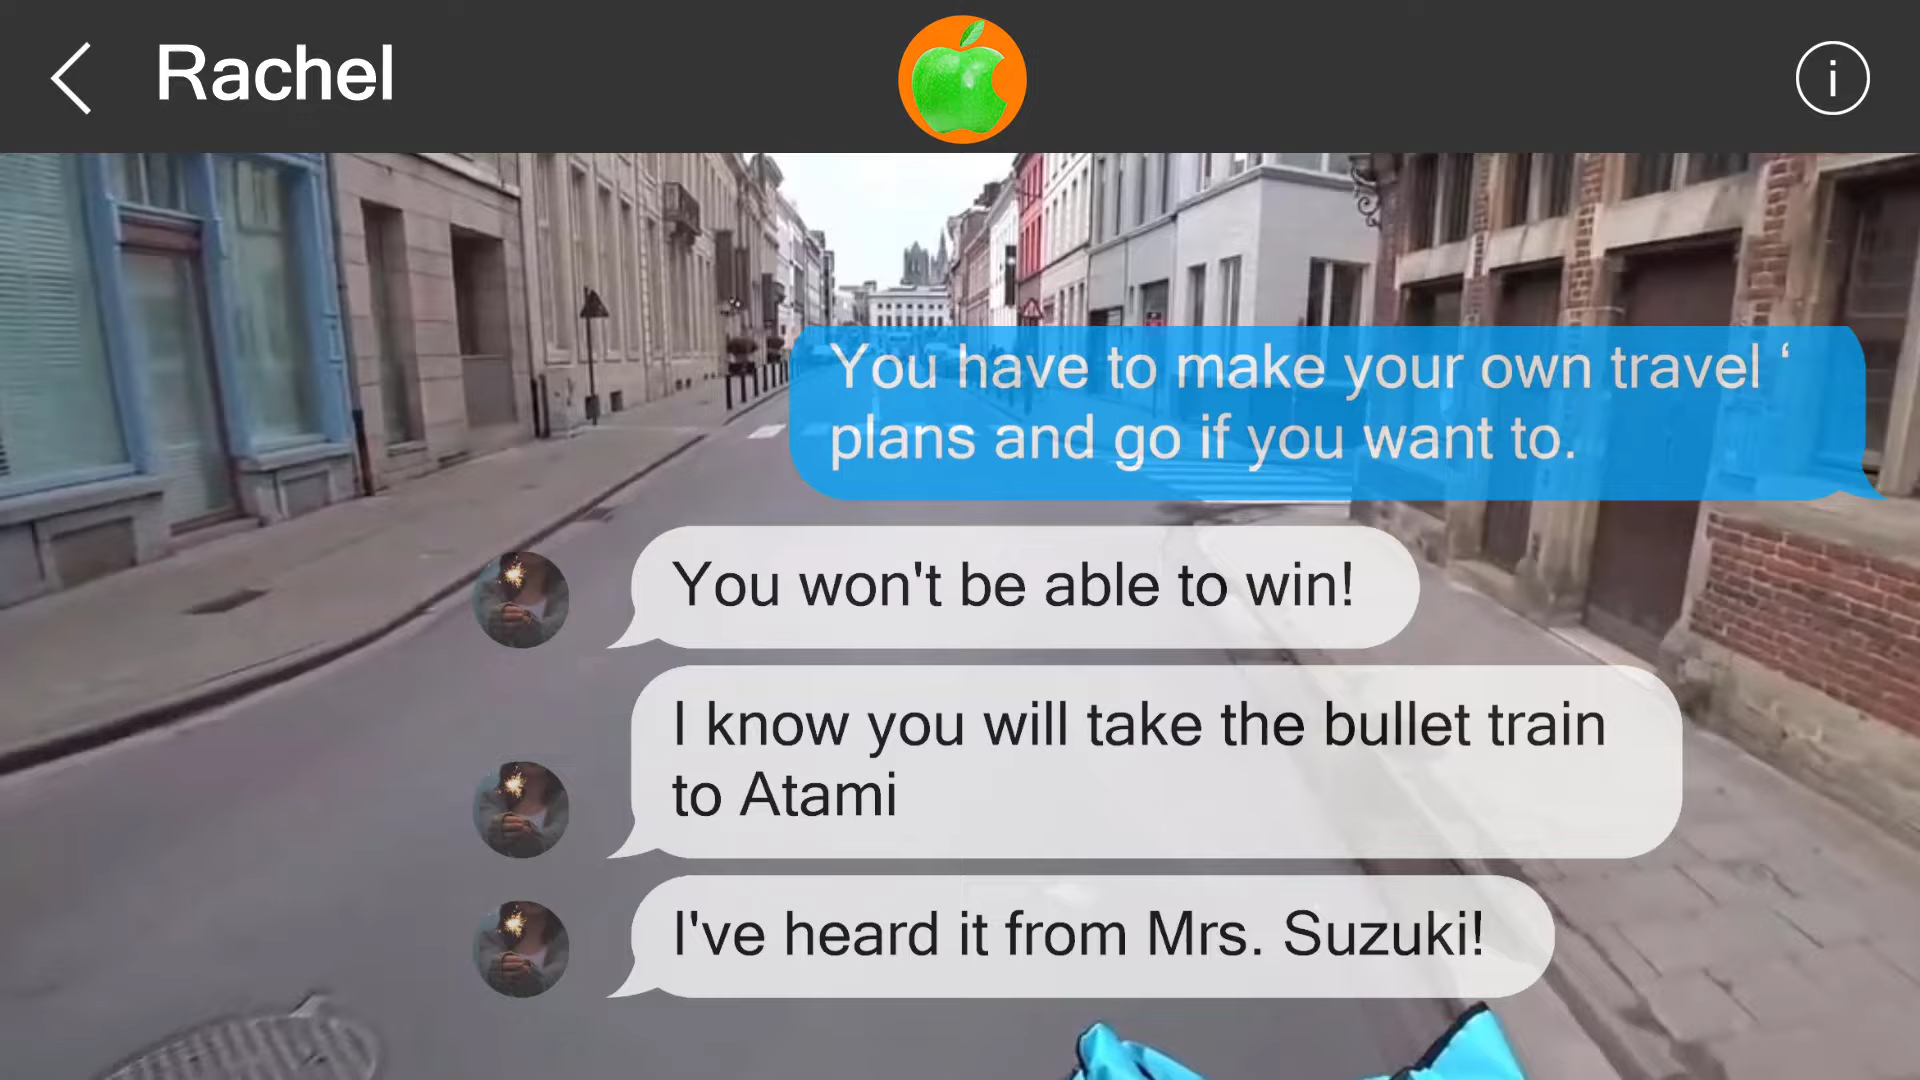 Rachel
You have to make your own travel ‘
plans and go if you want to.
You won't be able to win!
I know you will take the bullet train
to Atami
I've heard it from Mrs. Suzuki!